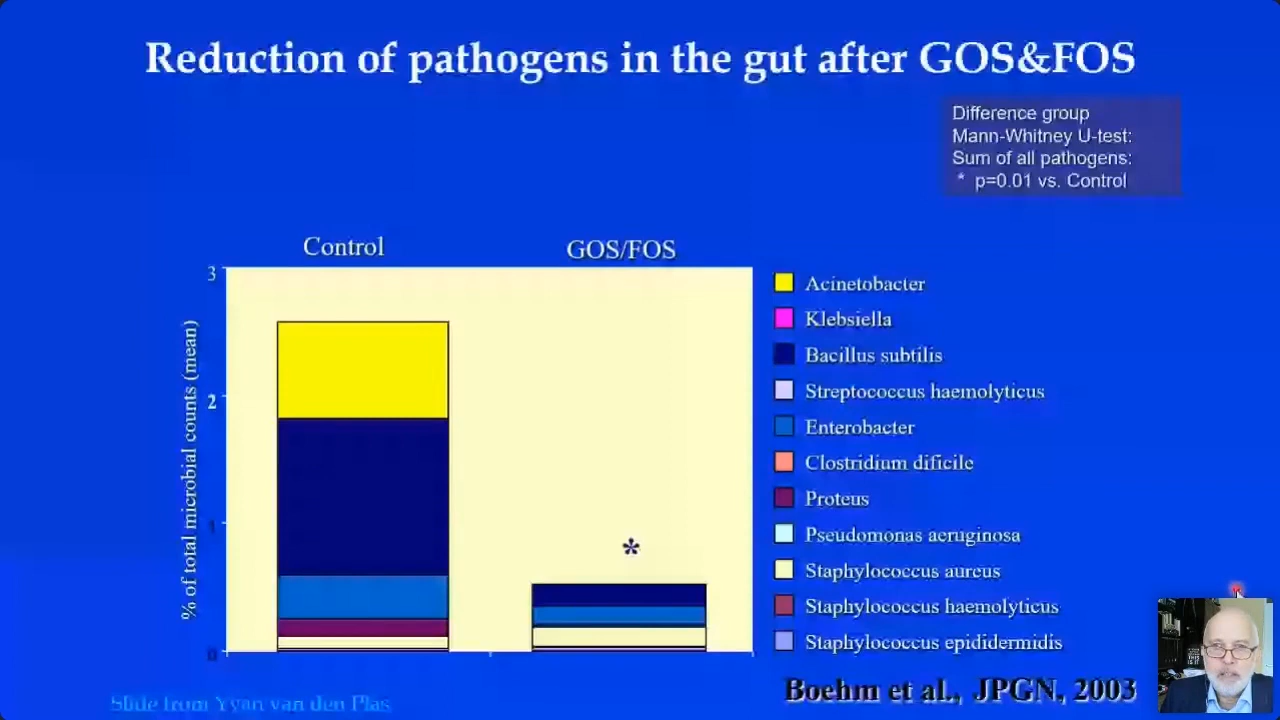 Reduction of pathogens in the gut after GOS&FOS
Difference group
Mann-Whitney U-test:
Sum of all pathogens:
* p=0.01 vs. Control
Control
GOS/FOS
3
2
1
0
% of total microbial counts (mean)
*
Acinetobacter
Klebsiella
Bacillus subtilis
Streptococcus haemolyticus
Enterobacter
Clostridium dificile
Proteus
Pseudomonas aeruginosa
Staphylococcus aureus
Staphylococcus haemolyticus
Staphylococcus epididermidis
Boehm et al., JPGN, 2003
Slide from Yvan van den Plas